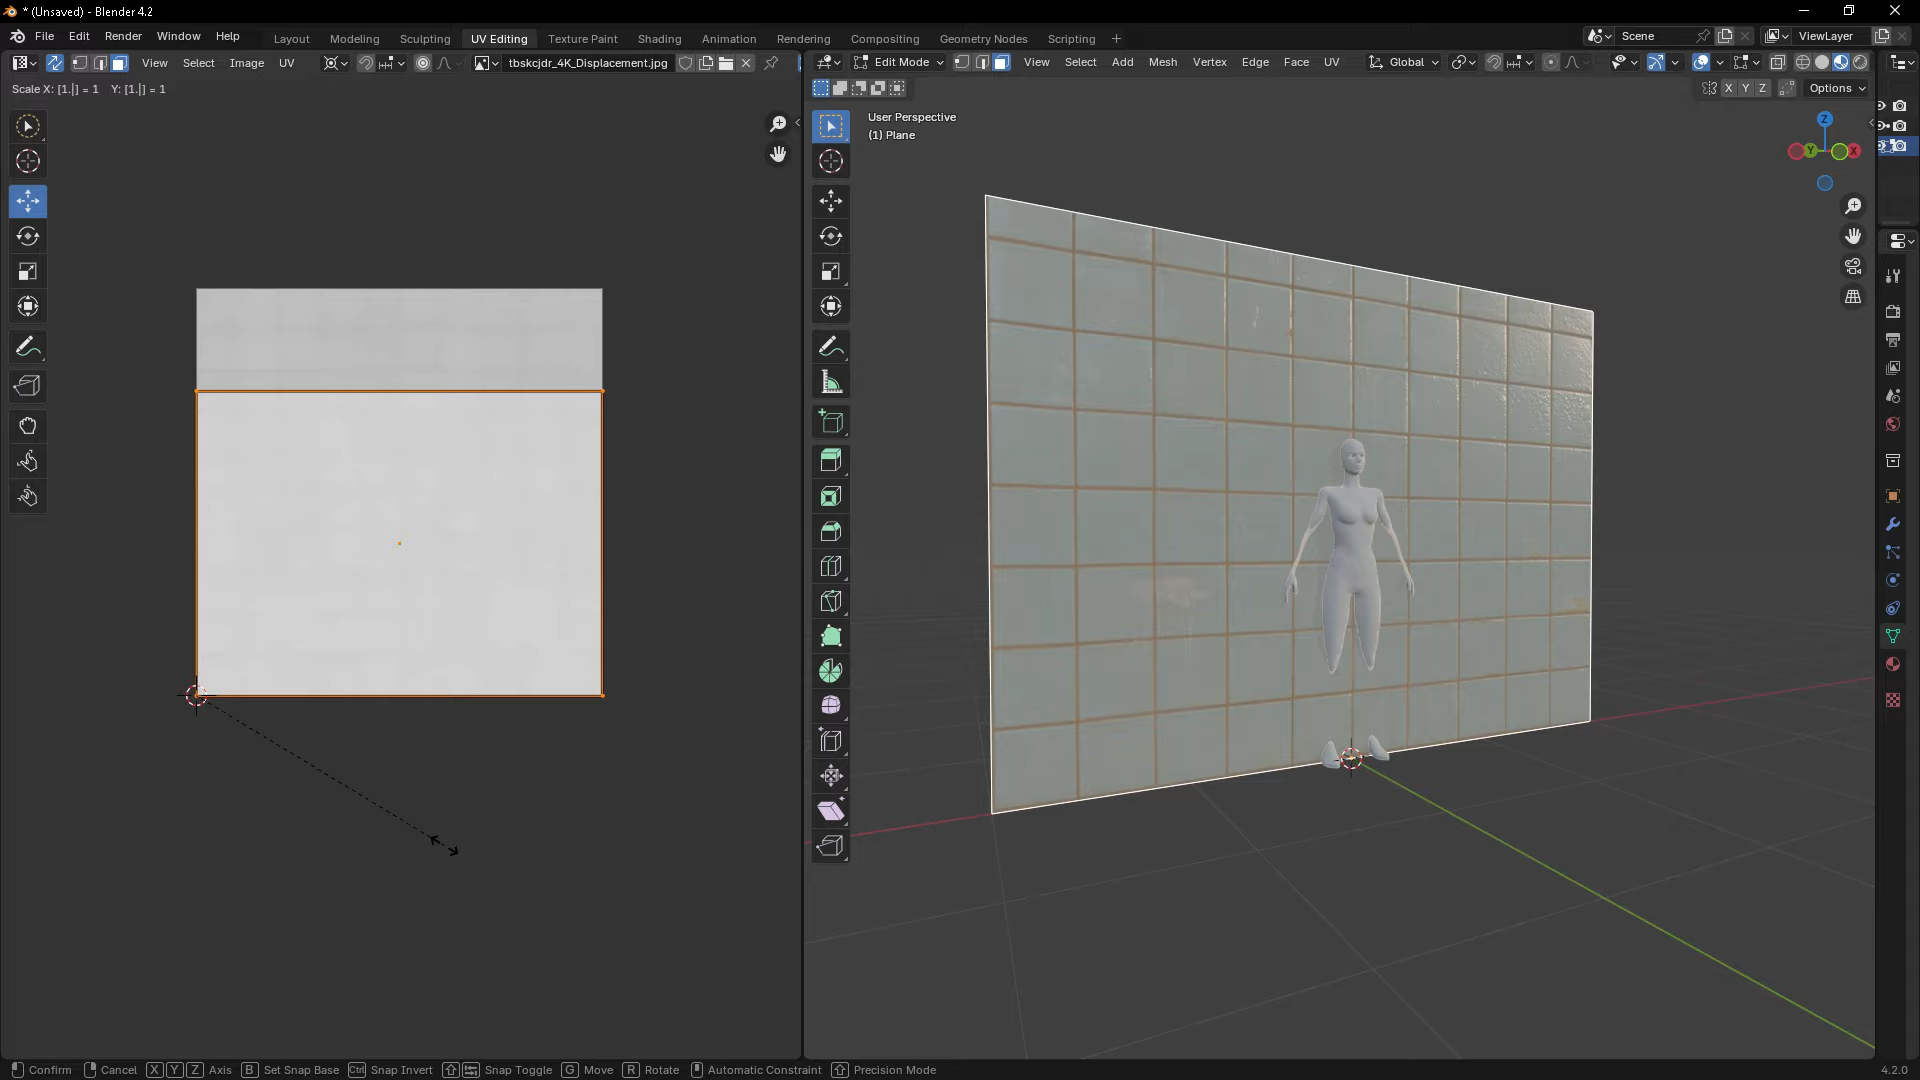 * (Unsaved) - Blender 4.2
File Edit Render Window Help Layout Modeling Sculpting UV Editing Texture Paint Shading Animation Rendering Compositing Geometry Nodes Scripting + Scene ViewLayer
View Select Image UV tbskcjdr_4K_Displacement.jpg Edit Mode View Select Add Mesh Vertex Edge Face UV Global
Scale X: [1.|] = 1 Y: [1.|] = 1 X Y Z Options
User Perspective
(1) Plane
Z
Y X
Confirm Cancel X Y Z Axis B Set Snap Base Ctrl Snap Invert Snap Toggle G Move R Rotate Automatic Constraint Precision Mode 4.2.0